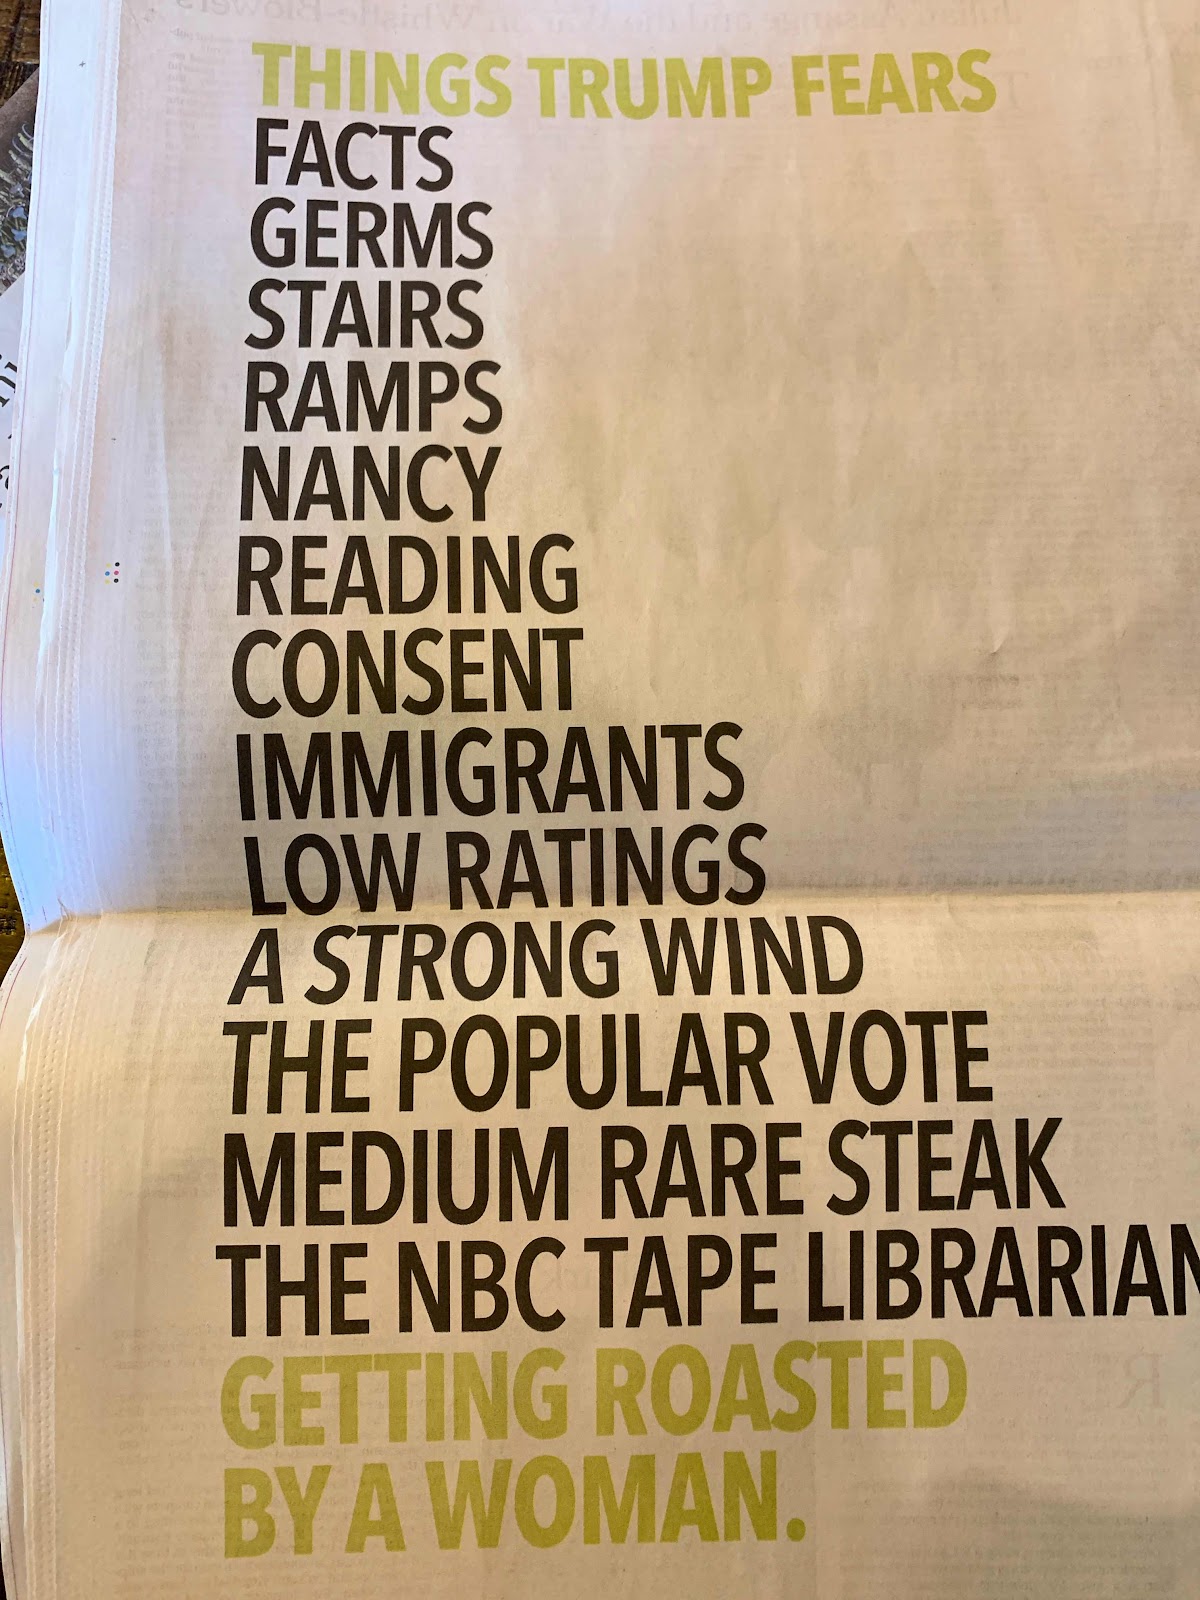 THINGS TRUMP FEARS
FACTS
GERMS
STAIRS
RAMPS
NANCY
READING
CONSENT
IMMIGRANTS
LOW RATINGS
A STRONG WIND
THE POPULAR VOTE
MEDIUM RARE STEAK
THE NBC TAPE LIBRARIAN
GETTING ROASTED
BY A WOMAN.